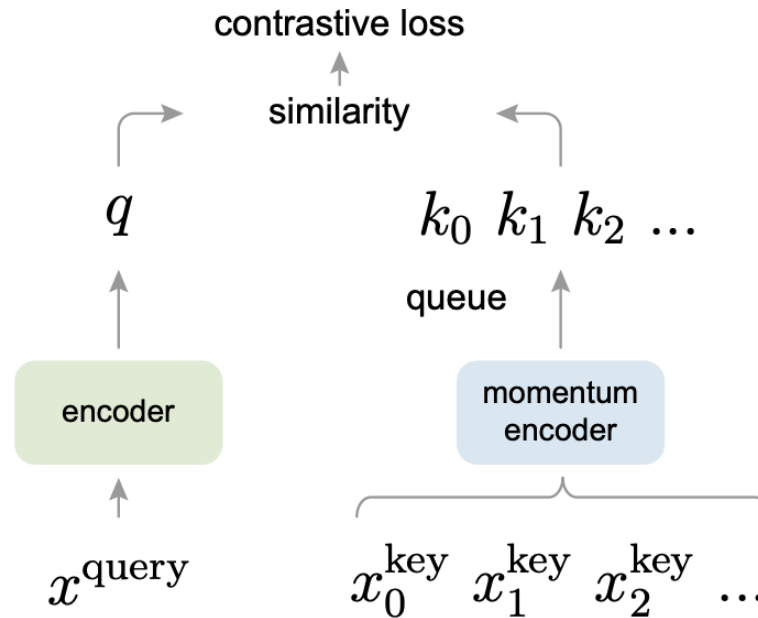 contrastive loss
similarity
q k₀ k₁ k₂ ...
queue
encoder
momentum
encoder
x^query x₀^key x₁^key x₂^key ...